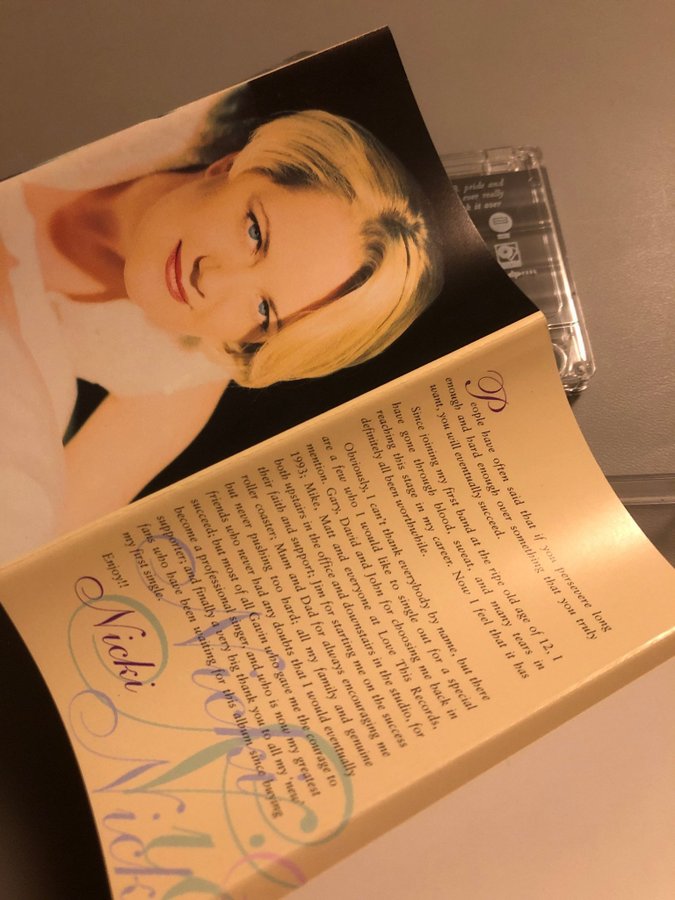 People have often said that if you persevere long
enough and hard enough over something, that you truly
want, you will eventually succeed.
Since joining my first band at the ripe old age of 12, I
have gone through blood, sweat, and many tears in
reaching this stage in my career. Now I feel that it has
definitely all been worthwhile.
Obviously, I can't thank everybody by name, but there
are a few who I would like to single out for a special
mention. Gary, David and John for choosing me back in
1993; Mike, Matt and everyone at Love This Records,
both upstairs in the office and downstairs in the studio, for
their faith and support; Jim for starting me on the success
roller coaster; Mum and Dad for always encouraging me
but never pushing too hard; all my family and genuine
friends who never had any doubts that I would eventually
succeed; but most of all Gavin who gave me the courage to
become a professional singer, and who is now my greatest
supporter; and finally a very big thank you to all my 'new'
fans who have been waiting for this album since buying
my first single.
Enjoy!!
Nicki
Nicki
Nicki
pride and
ever really
it is over